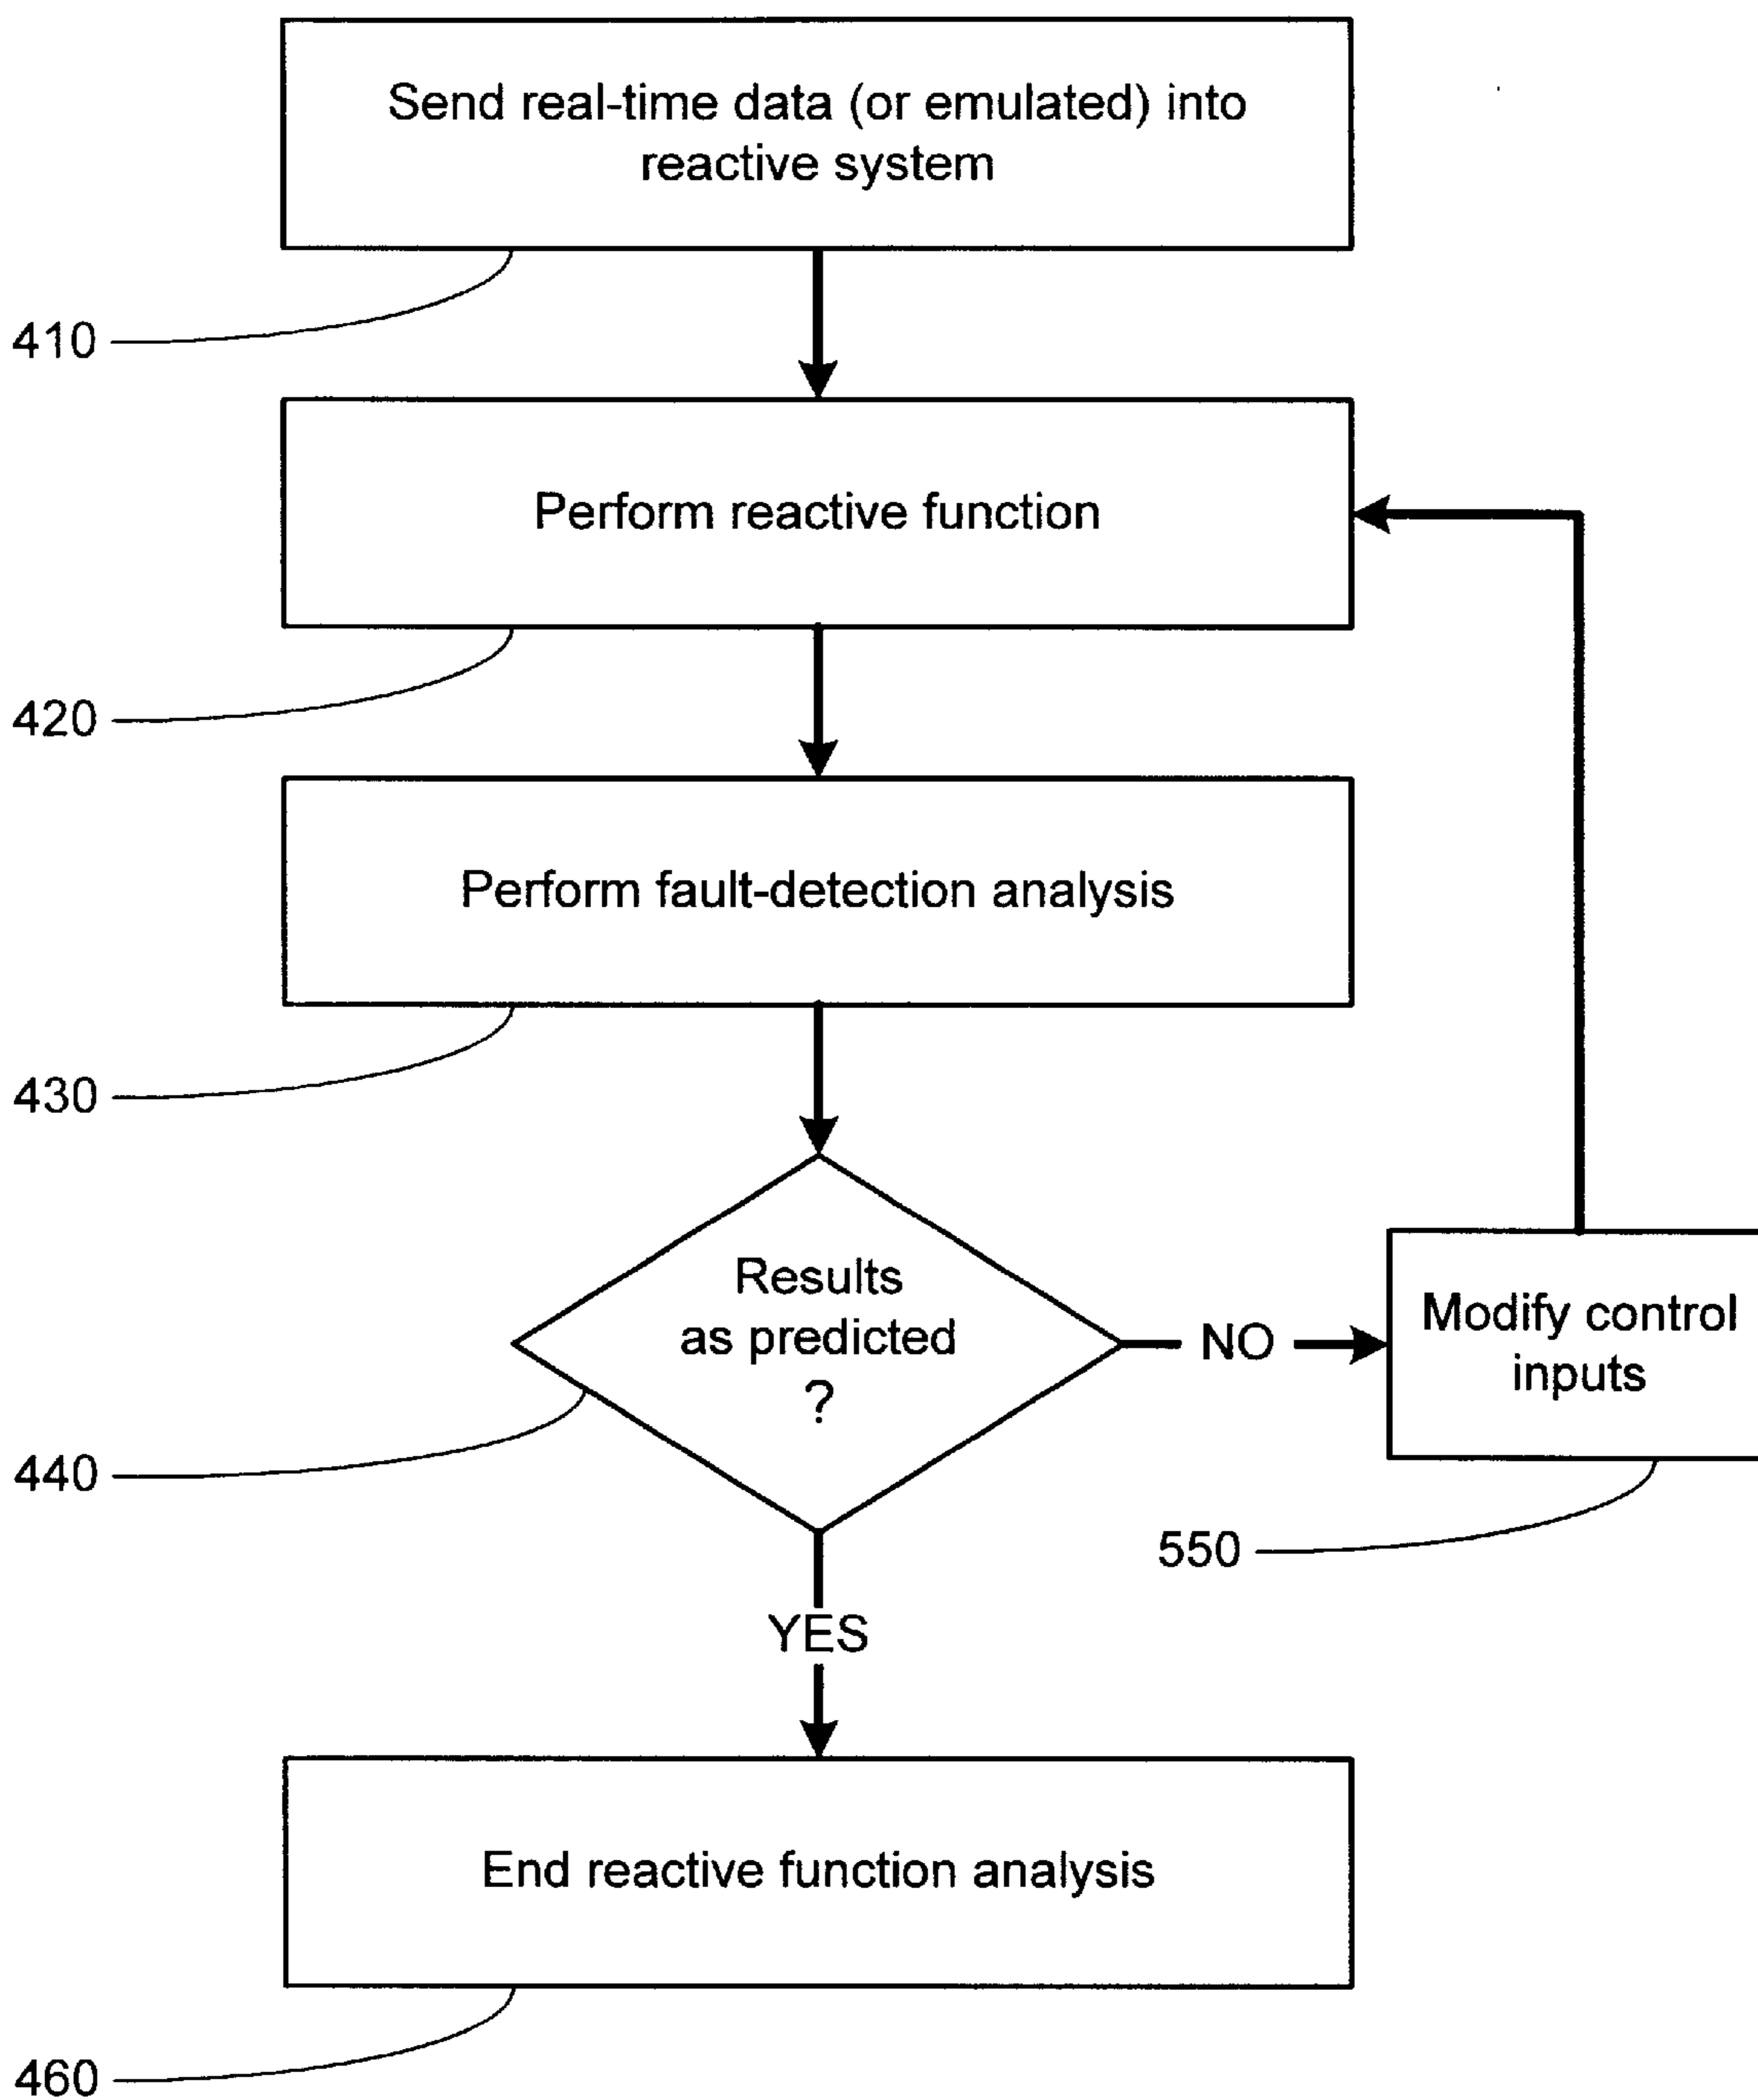 Send real-time data (or emulated) into
reactive system
410
Perform reactive function
420
Perform fault-detection analysis
430
Results
as predicted
?
NO
Modify control
inputs
440
550
YES
End reactive function analysis
460